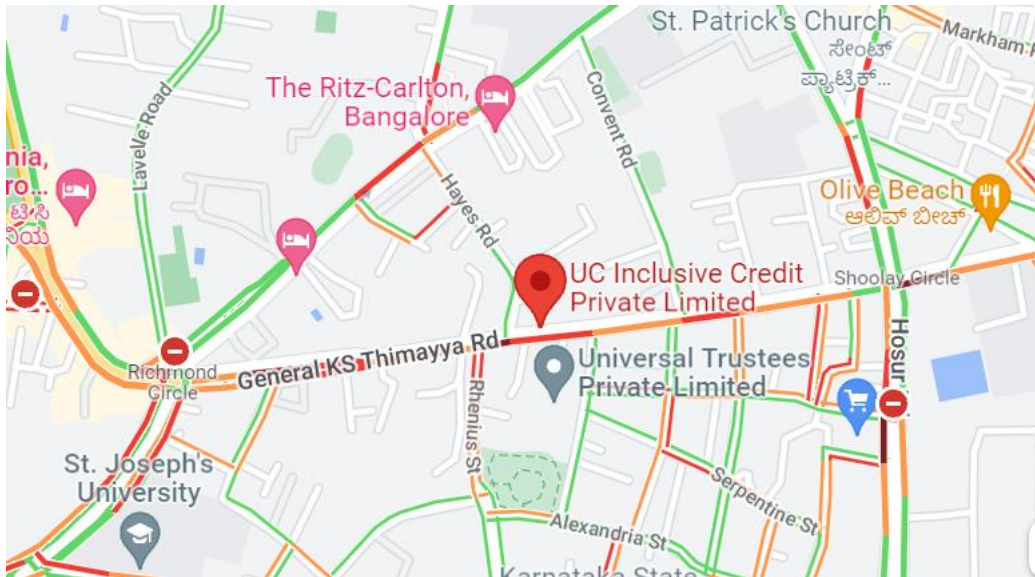 St. Patrick's Church
ಸೇಂಟ್
ಪ್ಯಾಟ್ರಿಕ್...
Markham
The Ritz-Carlton,
Bangalore
Lavelle Road
Convent Rd
nia,
ro...
ಟಿ ಸಿ
ನಿಯ
Hayes Rd
Olive Beach
ಆಲಿವ್ ಬೀಚ್
UC Inclusive Credit
Private Limited
Shoolay Circle
General KS Thimayya Rd
Richmond
Circle
Universal Trustees
Private Limited
Hosur
Rhenius St
St. Joseph's
University
Serpentine St
Alexandria St
Karnataka State